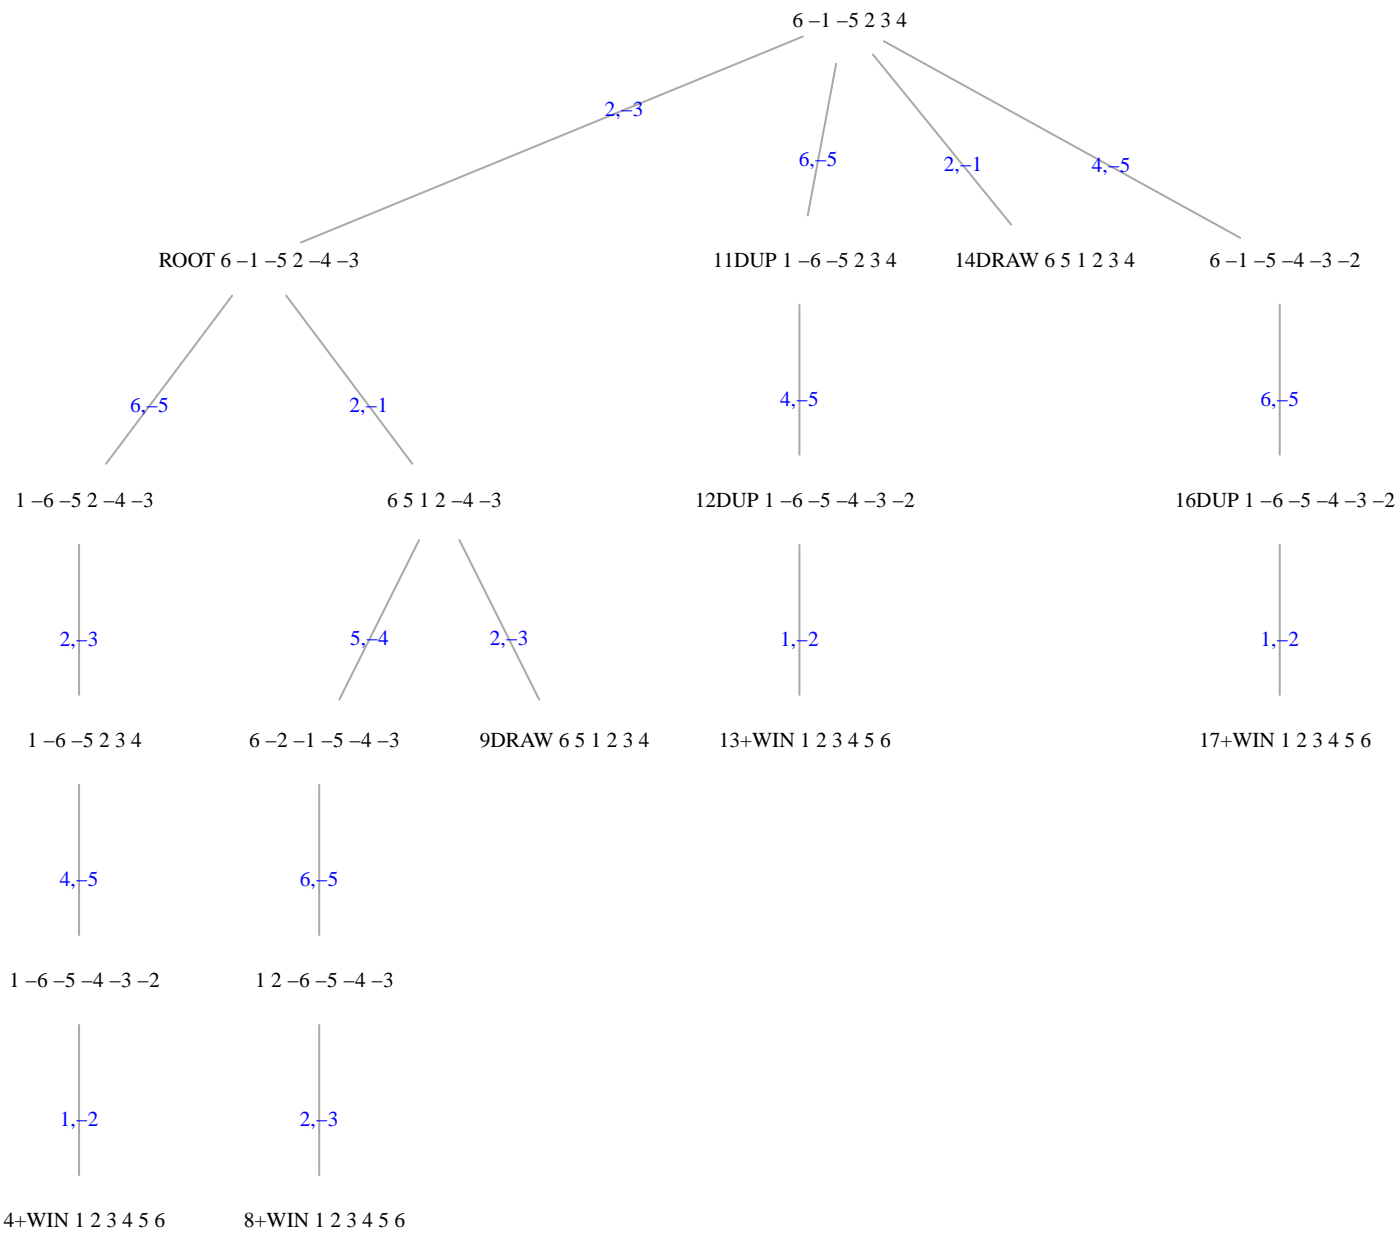 6 –1 –5 2 3 4
2,–3
6,–5
2,–1
4,–5
ROOT 6 –1 –5 2 –4 –3
11DUP 1 –6 –5 2 3 4
14DRAW 6 5 1 2 3 4
6 –1 –5 –4 –3 –2
6,–5
2,–1
4,–5
6,–5
1 –6 –5 2 –4 –3
6 5 1 2 –4 –3
12DUP 1 –6 –5 –4 –3 –2
16DUP 1 –6 –5 –4 –3 –2
2,–3
5,–4
2,–3
1,–2
1,–2
1 –6 –5 2 3 4
6 –2 –1 –5 –4 –3
9DRAW 6 5 1 2 3 4
13+WIN 1 2 3 4 5 6
17+WIN 1 2 3 4 5 6
4,–5
6,–5
1 –6 –5 –4 –3 –2
1 2 –6 –5 –4 –3
1,–2
2,–3
4+WIN 1 2 3 4 5 6
8+WIN 1 2 3 4 5 6